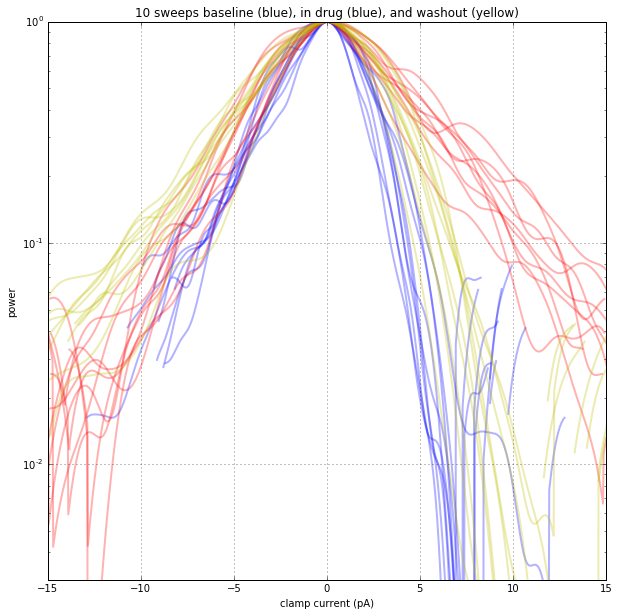 10 sweeps baseline (blue), in drug (blue), and washout (yellow)
10⁰
10⁻¹
10⁻²
power
−15 −10 −5 0 5 10 15
clamp current (pA)